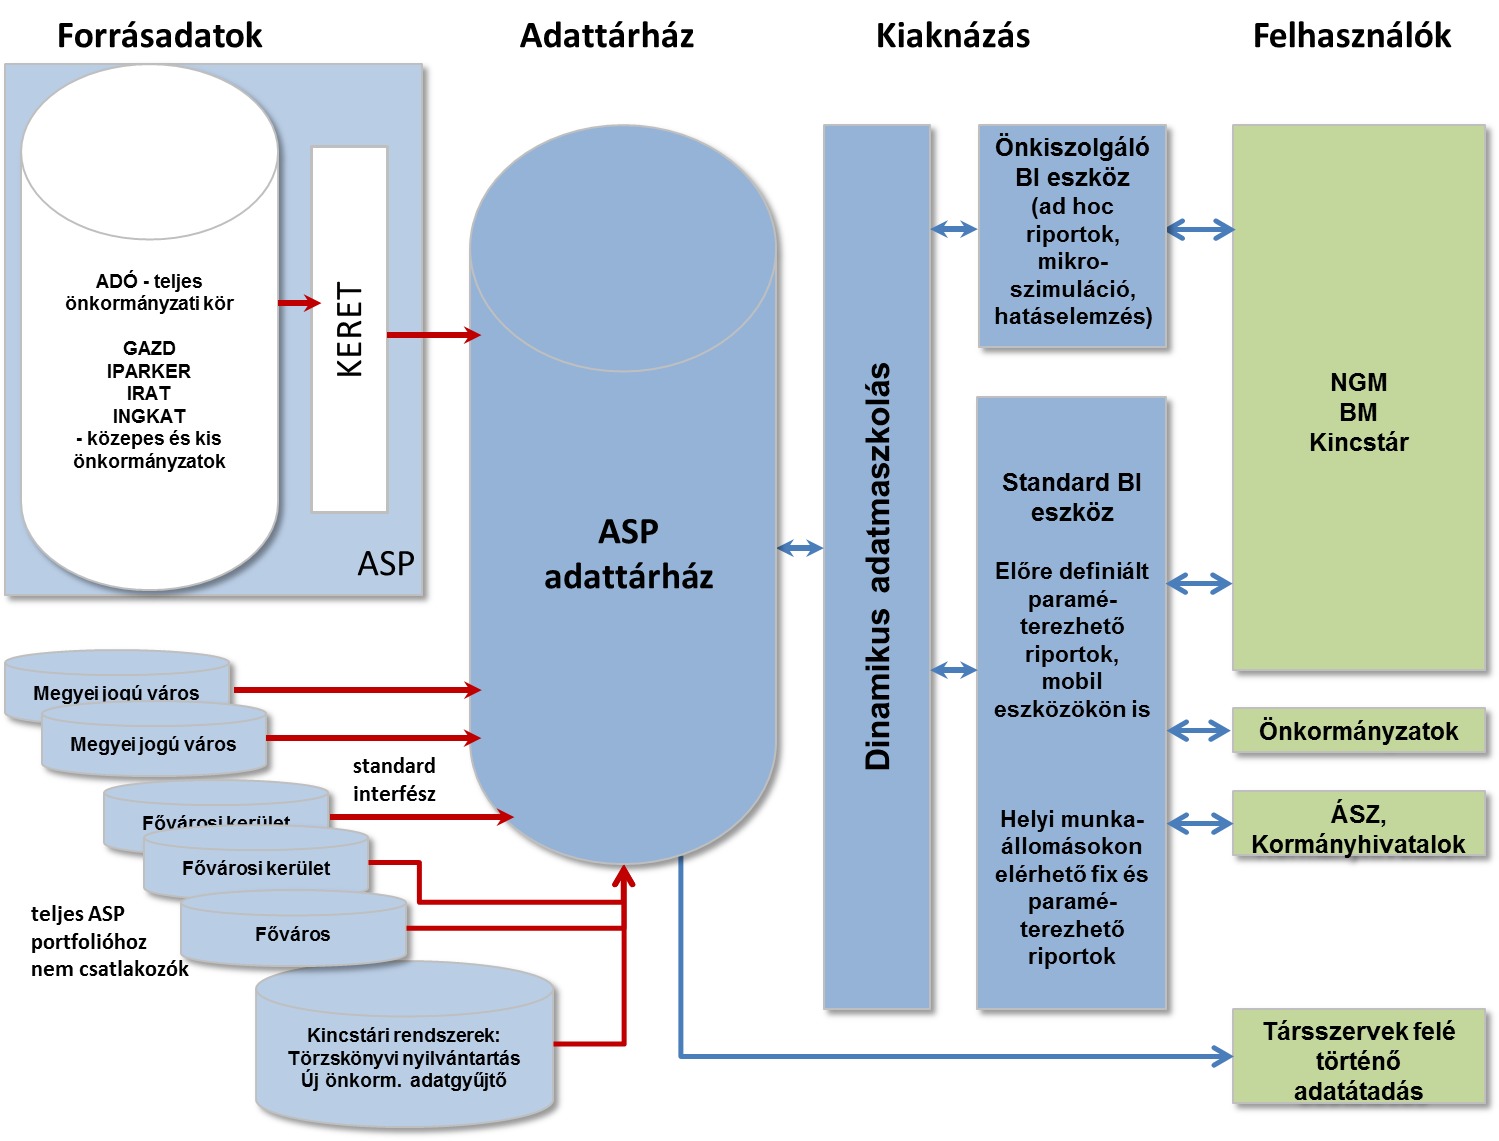 Forrásadatok
Adattárház
Kiaknázás
Felhasználók
ADÓ - teljes
önkormányzati kör
GAZD
IPARKER
IRAT
INGKAT
- közepes és kis
önkormányzatok
KERET
ASP
Megyei jogú város
Megyei jogú város
standard
interfész
Fővárosi kerület
Fővárosi kerület
Főváros
teljes ASP
portfolióhoz
nem csatlakozók
Kincstári rendszerek:
Törzskönyvi nyilvántartás
Új önkorm. adatgyűjtő
ASP
adattárház
Dinamikus adatmaszkolás
Önkiszolgáló
BI eszköz
(ad hoc
riportok,
mikro-
szimuláció,
hatáselemzés)
Standard BI
eszköz
Előre definiált
paramé-
terezhető
riportok,
mobil
eszközökön is
Helyi munka-
állomásokon
elérhető fix és
paramé-
terezhető
riportok
NGM
BM
Kincstár
Önkormányzatok
ÁSZ,
Kormányhivatalok
Társszervek felé
történő
adatátadás